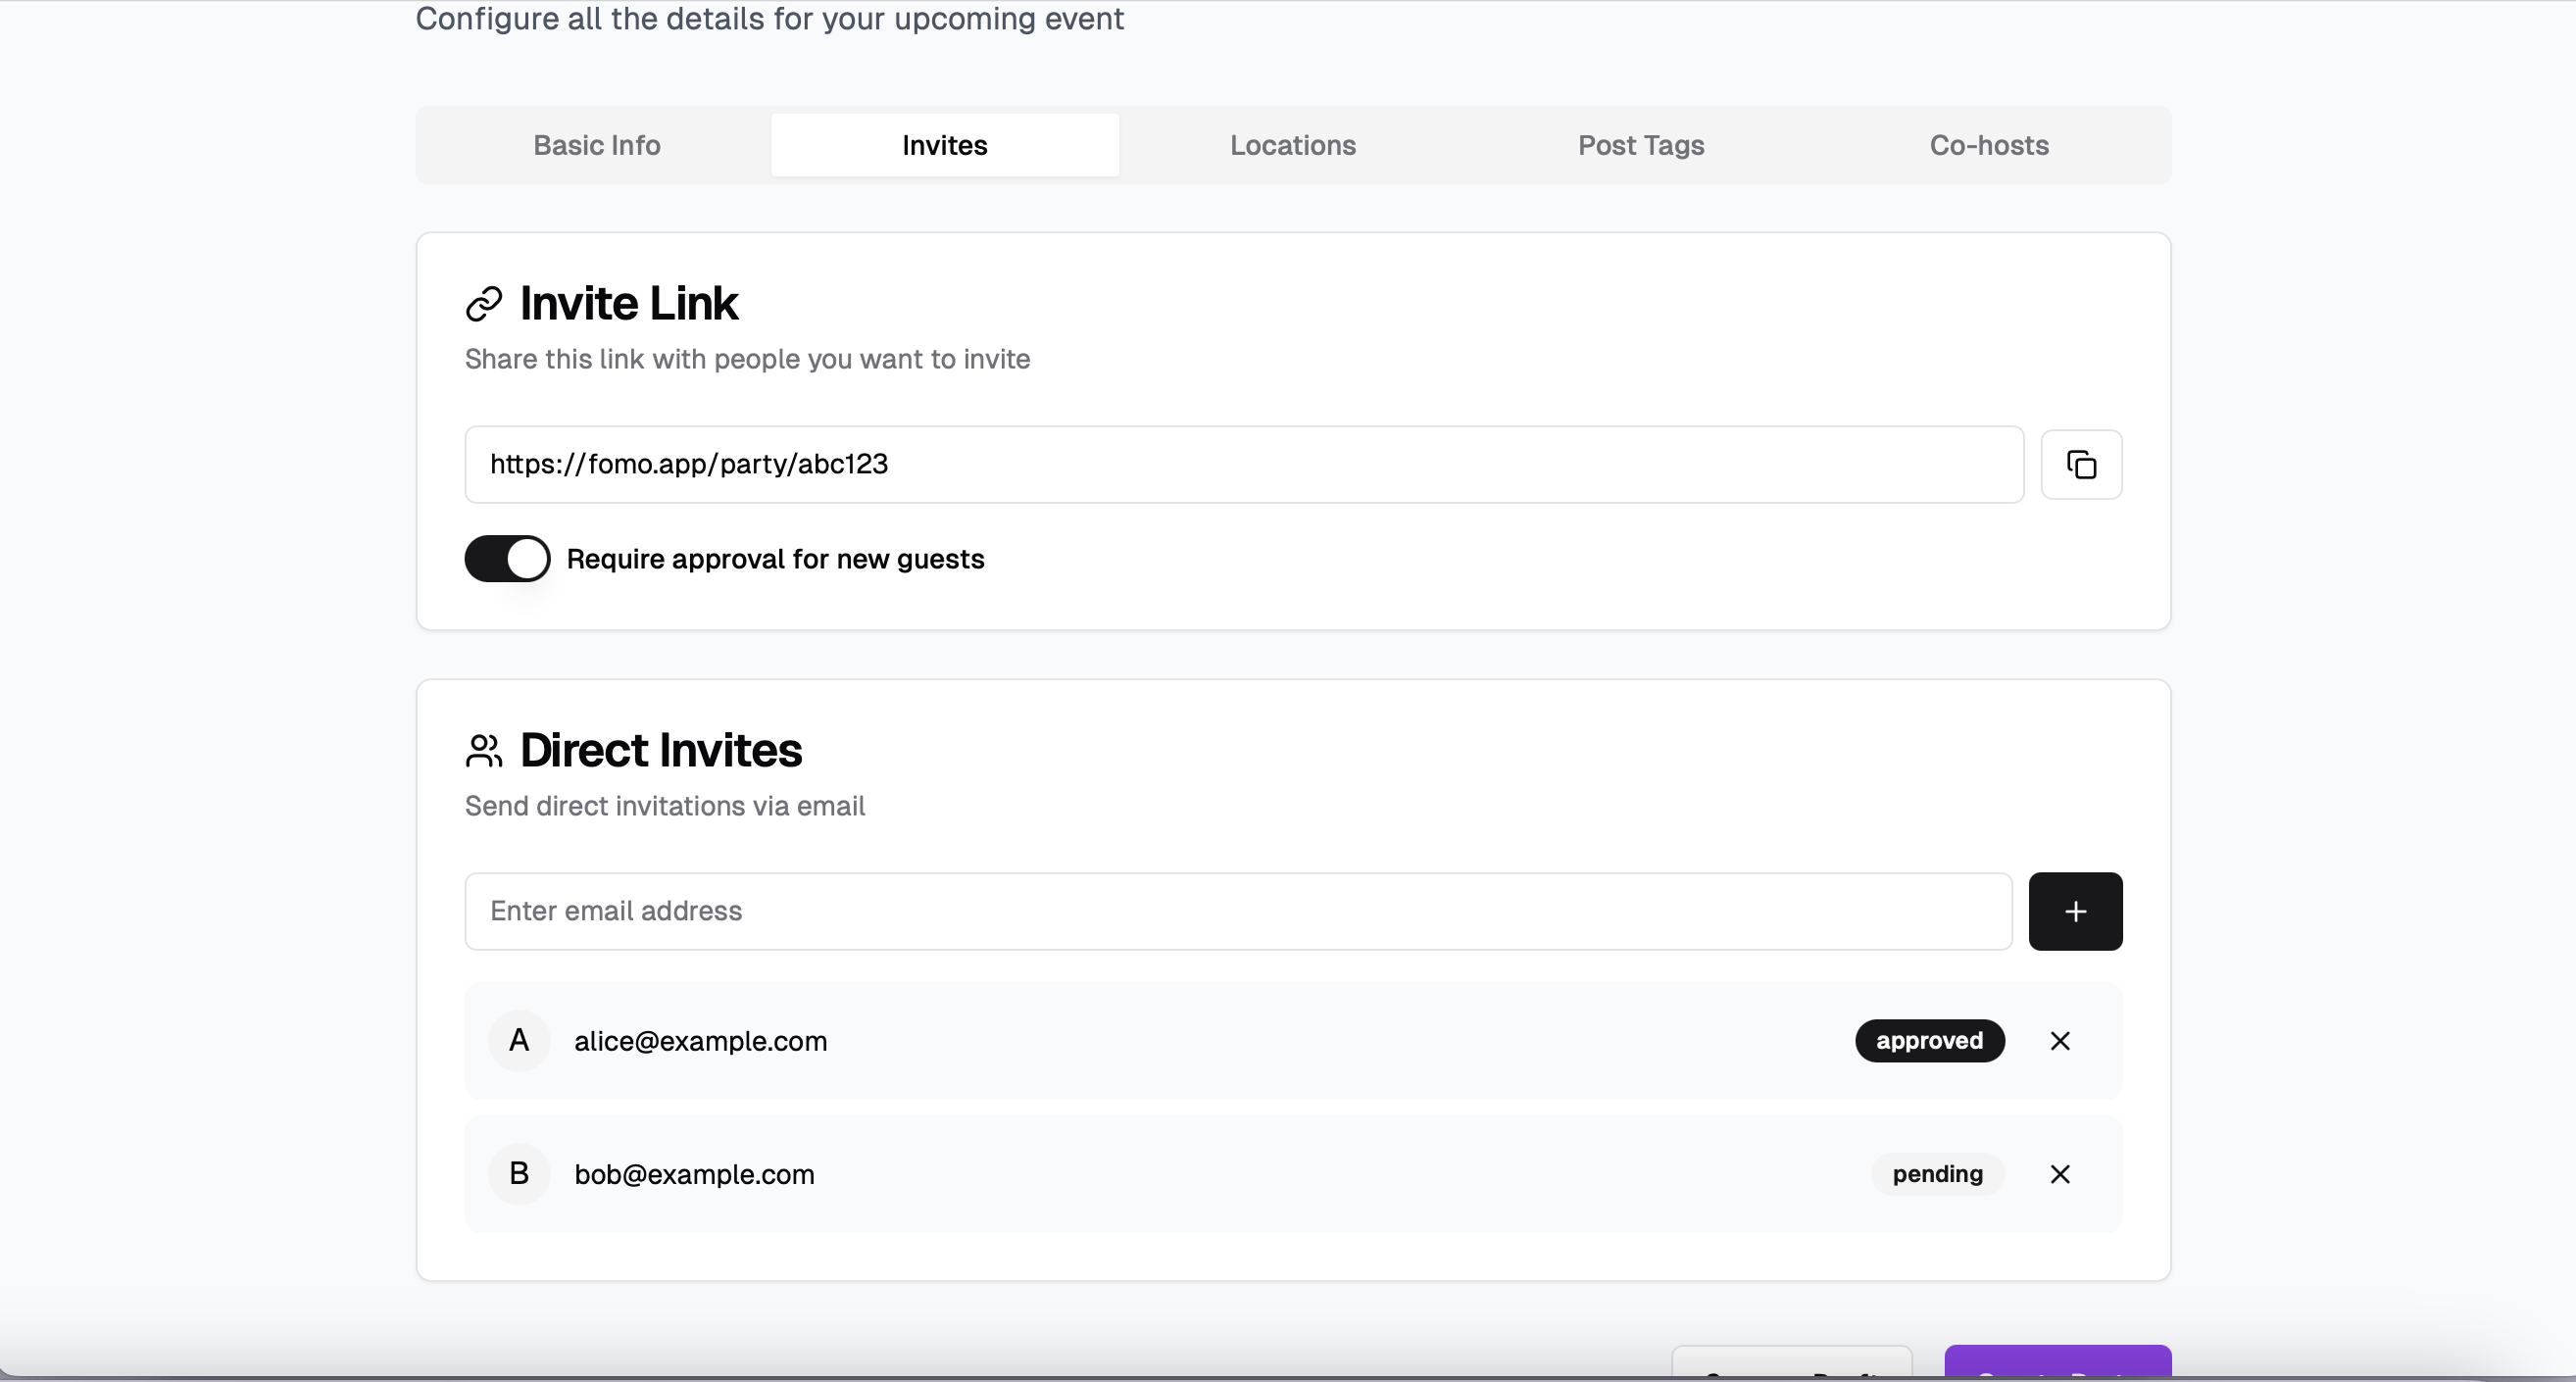 Configure all the details for your upcoming event
Basic Info Invites Locations Post Tags Co-hosts
Invite Link
Share this link with people you want to invite
https://fomo.app/party/abc123
Require approval for new guests
Direct Invites
Send direct invitations via email
Enter email address
A alice@example.com approved
B bob@example.com pending